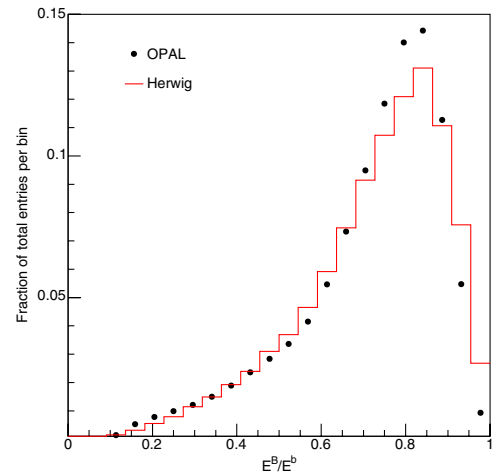 0.15
OPAL
Herwig
0.1
0.05
Fraction of total entries per bin
0 0.2 0.4 0.6 0.8 1
E^B/E^b